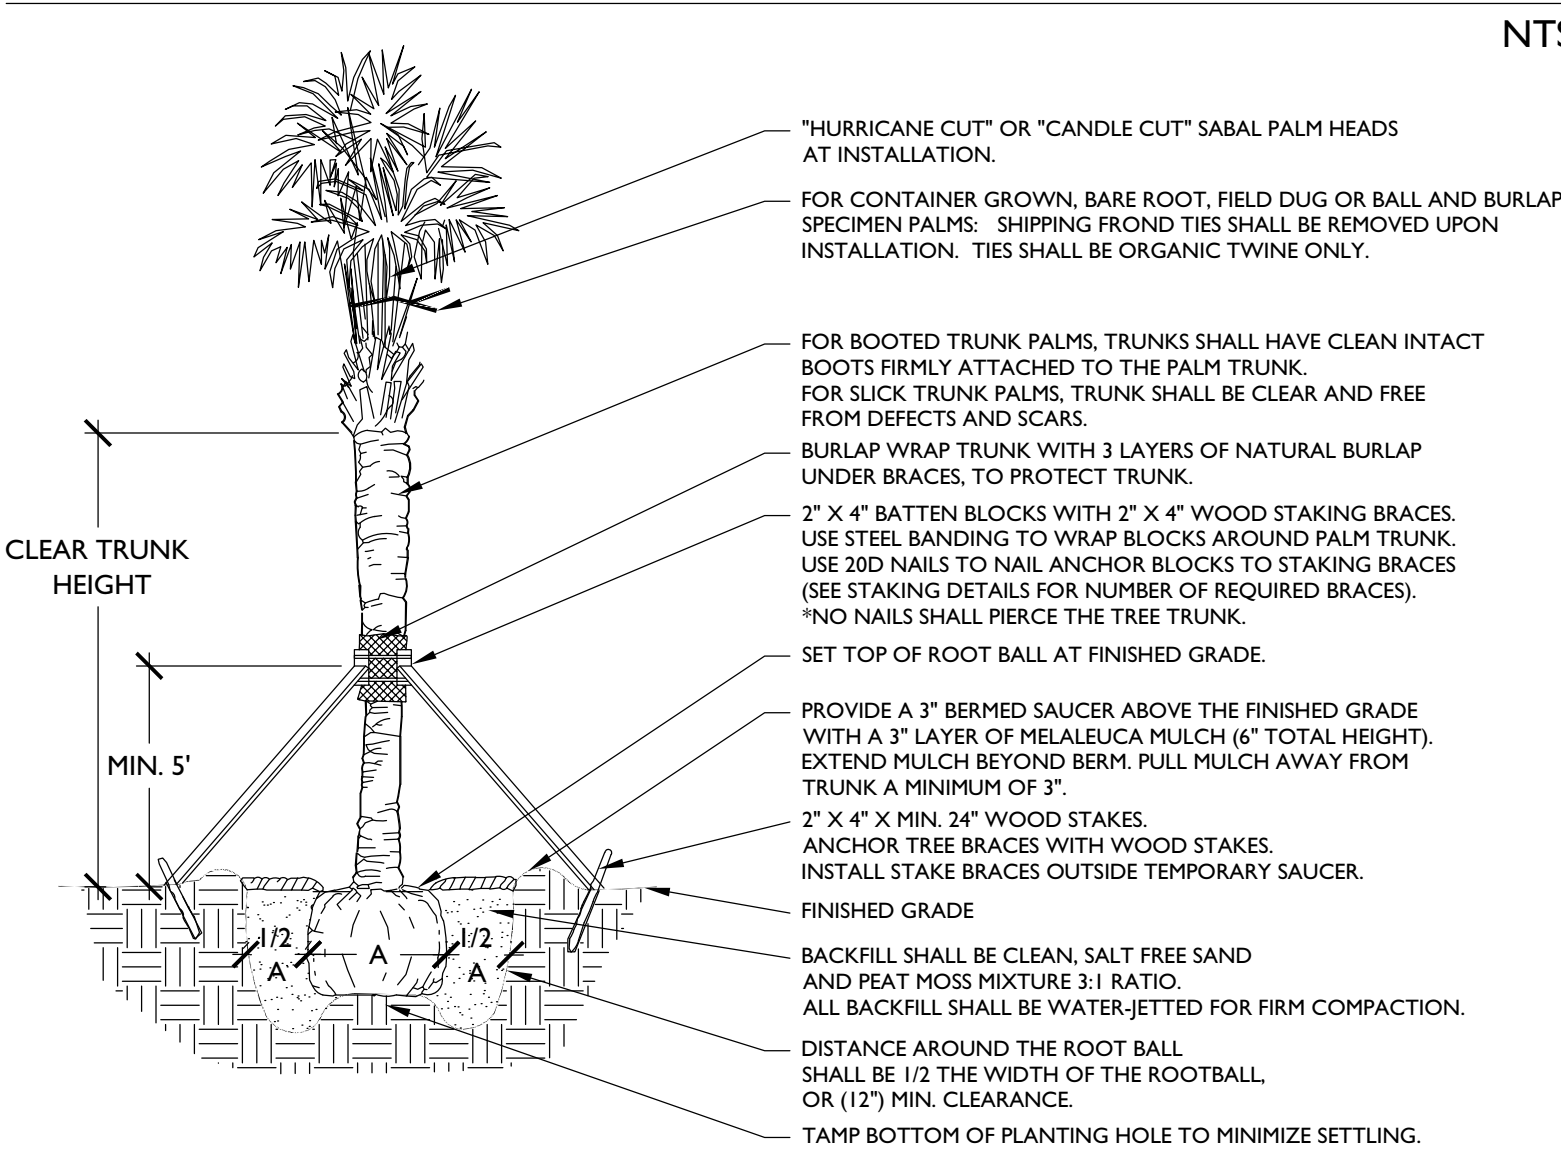 NTS
"HURRICANE CUT" OR "CANDLE CUT" SABAL PALM HEADS
AT INSTALLATION.
FOR CONTAINER GROWN, BARE ROOT, FIELD DUG OR BALL AND BURLAP
SPECIMEN PALMS:   SHIPPING FROND TIES SHALL BE REMOVED UPON
INSTALLATION.  TIES SHALL BE ORGANIC TWINE ONLY.
FOR BOOTED TRUNK PALMS, TRUNKS SHALL HAVE CLEAN INTACT
BOOTS FIRMLY ATTACHED TO THE PALM TRUNK.
FOR SLICK TRUNK PALMS, TRUNK SHALL BE CLEAR AND FREE
FROM DEFECTS AND SCARS.
BURLAP WRAP TRUNK WITH 3 LAYERS OF NATURAL BURLAP
UNDER BRACES, TO PROTECT TRUNK.
2" X 4" BATTEN BLOCKS WITH 2" X 4" WOOD STAKING BRACES.
USE STEEL BANDING TO WRAP BLOCKS AROUND PALM TRUNK.
USE 20D NAILS TO NAIL ANCHOR BLOCKS TO STAKING BRACES
(SEE STAKING DETAILS FOR NUMBER OF REQUIRED BRACES).
*NO NAILS SHALL PIERCE THE TREE TRUNK.
CLEAR TRUNK
HEIGHT
SET TOP OF ROOT BALL AT FINISHED GRADE.
PROVIDE A 3" BERMED SAUCER ABOVE THE FINISHED GRADE
WITH A 3" LAYER OF MELALEUCA MULCH (6" TOTAL HEIGHT).
EXTEND MULCH BEYOND BERM. PULL MULCH AWAY FROM
TRUNK A MINIMUM OF 3".
MIN. 5'
2" X 4" X MIN. 24" WOOD STAKES.
ANCHOR TREE BRACES WITH WOOD STAKES.
INSTALL STAKE BRACES OUTSIDE TEMPORARY SAUCER.
FINISHED GRADE
1/2
A
A
1/2
A
BACKFILL SHALL BE CLEAN, SALT FREE SAND
AND PEAT MOSS MIXTURE 3:1 RATIO.
ALL BACKFILL SHALL BE WATER-JETTED FOR FIRM COMPACTION.
DISTANCE AROUND THE ROOT BALL
SHALL BE 1/2 THE WIDTH OF THE ROOTBALL,
OR (12") MIN. CLEARANCE.
TAMP BOTTOM OF PLANTING HOLE TO MINIMIZE SETTLING.